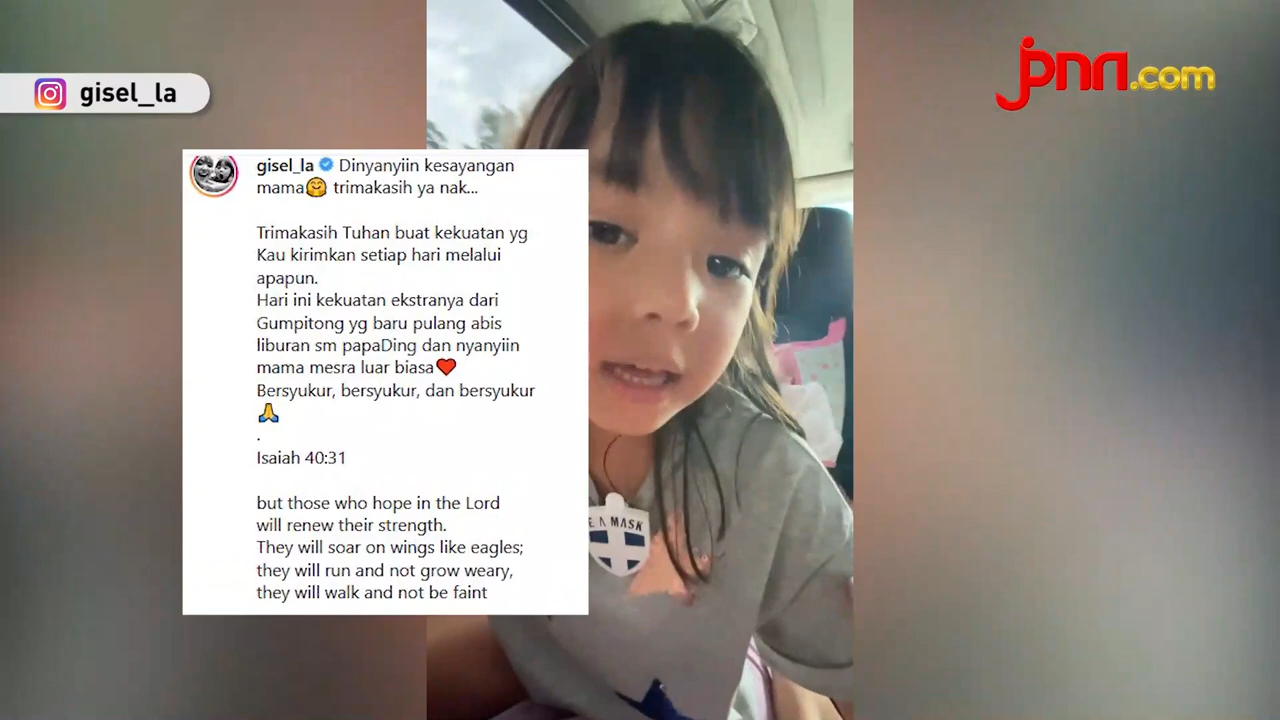 gisel_la
jpnn.com
gisel_la Dinyanyiin kesayangan
mama🤗 trimakasih ya nak...
Trimakasih Tuhan buat kekuatan yg
Kau kirimkan setiap hari melalui
apapun.
Hari ini kekuatan ekstranya dari
Gumpitong yg baru pulang abis
liburan sm papaDing dan nyanyiin
mama mesra luar biasa❤️
Bersyukur, bersyukur, dan bersyukur
🙏
.
Isaiah 40:31
but those who hope in the Lord
will renew their strength.
They will soar on wings like eagles;
they will run and not grow weary,
they will walk and not be faint
E A MASK